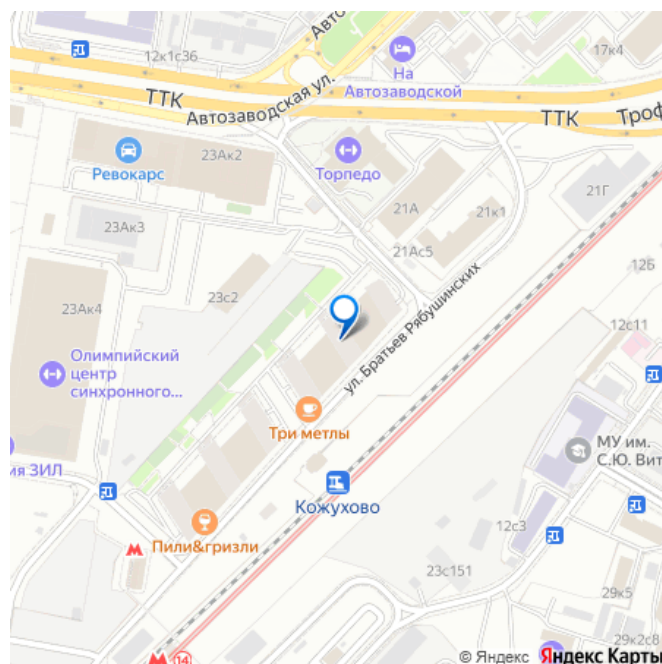 Авто
12к1с36
17к4
На
Автозаводской
ТТК
Автозаводская ул.
ТТК
Троф
Ревокарс
23Ак2
Торпедо
21Г
21А
21к1
23Ак3
21Ас5
12Б
23с2
23Ак4
ул. Братьев Рябушинских
12с11
Олимпийский
центр
синхронного...
Три метлы
МУ им.
С.Ю. Вит
ия ЗИЛ
Кожухово
12с3
Пили&гризли
23с151
29к5
29к2с8
14
© Яндекс Яндекс Карты